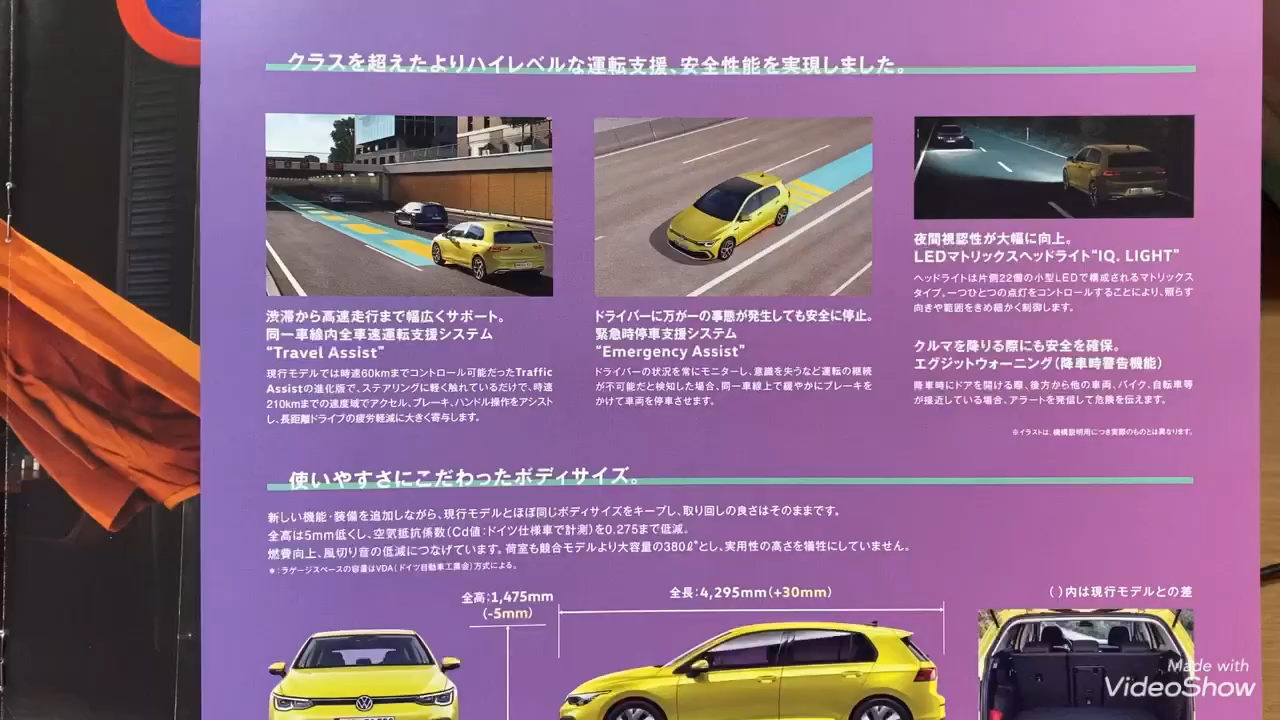 クラスを超えたよりハイレベルな運転支援、安全性能を実現しました。
渋滞から高速走行まで幅広くサポート。
同一車線内全車速運転支援システム
“Travel Assist”
現行モデルでは時速60kmまでコントロール可能だったTraffic
Assistの進化版で、ステアリングに軽く触れているだけで、時速
210kmまでの速度域でアクセル、ブレーキ、ハンドル操作をアシスト
し、長距離ドライブの疲労軽減に大きく寄与します。
ドライバーに万が一の事態が発生しても安全に停止。
緊急時停車支援システム
“Emergency Assist”
ドライバーの状況を常にモニターし、意識を失うなど運転の継続
が不可能だと検知した場合、同一車線上で緩やかにブレーキを
かけて車両を停車させます。
夜間視認性が大幅に向上。
LEDマトリックスヘッドライト“IQ. LIGHT”
ヘッドライトは片側22個の小型LEDで構成されるマトリックス
タイプ。一つひとつの点灯をコントロールすることにより、照らす
向きや範囲をきめ細かく制御します。
クルマを降りる際にも安全を確保。
エグジットウォーニング(降車時警告機能)
降車時にドアを開ける際、後方から他の車両、バイク、自転車等
が接近している場合、アラートを発信して危険を伝えます。
※イラストは、機構説明用につき実際のものとは異なります。
使いやすさにこだわったボディサイズ。
新しい機能・装備を追加しながら、現行モデルとほぼ同じボディサイズをキープし、取り回しの良さはそのままです。
全高は5mm低くし、空気抵抗係数(Cd値:ドイツ仕様車で計測)を0.275まで低減。
燃費向上、風切り音の低減につなげています。荷室も競合モデルより大容量の380ℓ*とし、実用性の高さを犠牲にしていません。
*:ラゲージスペースの容量はVDA(ドイツ自動車工業会)方式による。
全高:1,475mm
(-5mm)
全長:4,295mm(+30mm)
( )内は現行モデルとの差
Made with
VideoShow